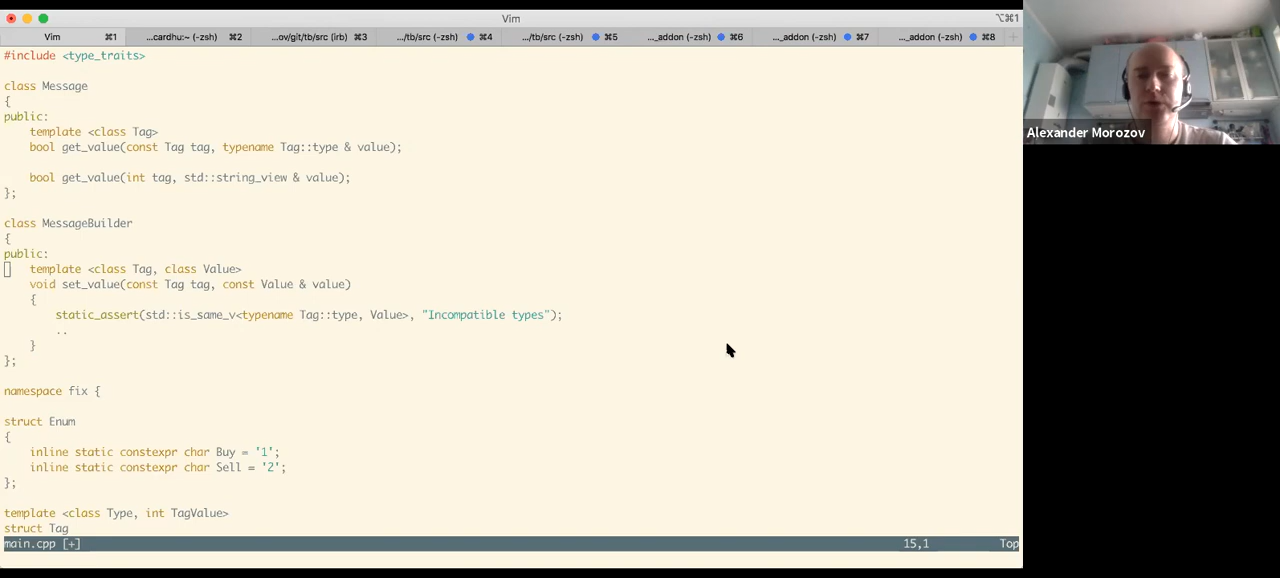 Vim
⌥⌘1
Vim ⌘1
...cardhu:~ (-zsh) ⌘2
...ov/git/tb/src (irb) ⌘3
.../tb/src (-zsh) ⌘4
.../tb/src (-zsh) ⌘5
..._addon (-zsh) ⌘6
..._addon (-zsh) ⌘7
..._addon (-zsh) ⌘8
#include <type_traits>
class Message
{
public:
template <class Tag>
bool get_value(const Tag tag, typename Tag::type & value);
bool get_value(int tag, std::string_view & value);
};
class MessageBuilder
{
public:
template <class Tag, class Value>
void set_value(const Tag tag, const Value & value)
{
static_assert(std::is_same_v<typename Tag::type, Value>, "Incompatible types");
..
}
};
namespace fix {
struct Enum
{
inline static constexpr char Buy = '1';
inline static constexpr char Sell = '2';
};
template <class Type, int TagValue>
struct Tag
main.cpp [+] 15,1 Top
Alexander Morozov